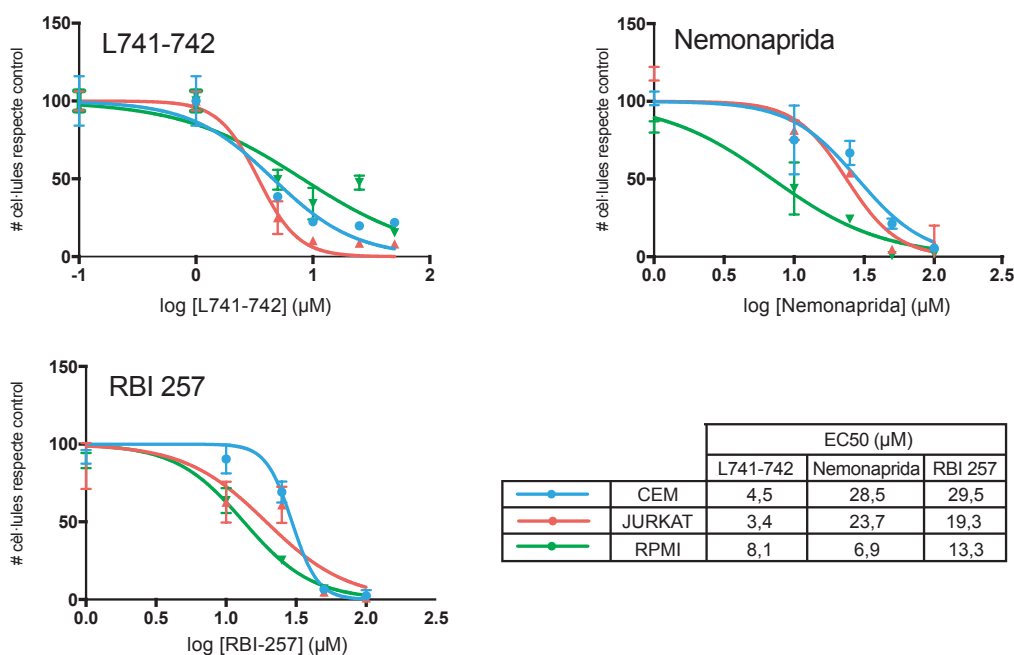 L741-742
# cèl·lules respecte control
150
100
50
0
-1
0
1
2
log [L741-742] (µM)
Nemonaprida
# cèl·lules respecte control
150
100
50
0
0.0
0.5
1.0
1.5
2.0
2.5
log [Nemonaprida] (µM)
RBI 257
# cèl·lules respecte control
150
100
50
0
0.0
0.5
1.0
1.5
2.0
2.5
log [RBI-257] (µM)
EC50 (µM)
L741-742 Nemonaprida RBI 257
CEM 4,5 28,5 29,5
JURKAT 3,4 23,7 19,3
RPMI 8,1 6,9 13,3